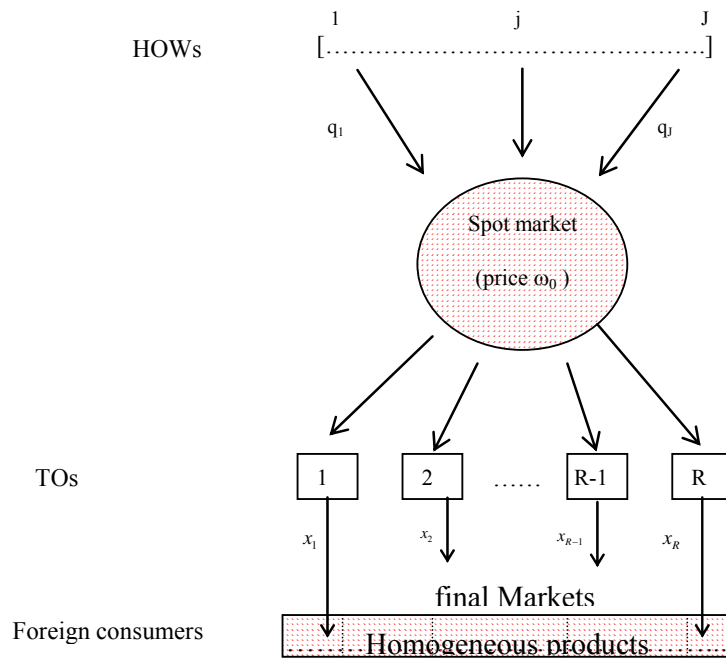 1 j J
HOWs [...............................................]
q1 qJ
Spot market
(price ω0 )
TOs 1 2 …… R-1 R
x1 x2 xR−1 xR
final Markets
Foreign consumers Homogeneous products